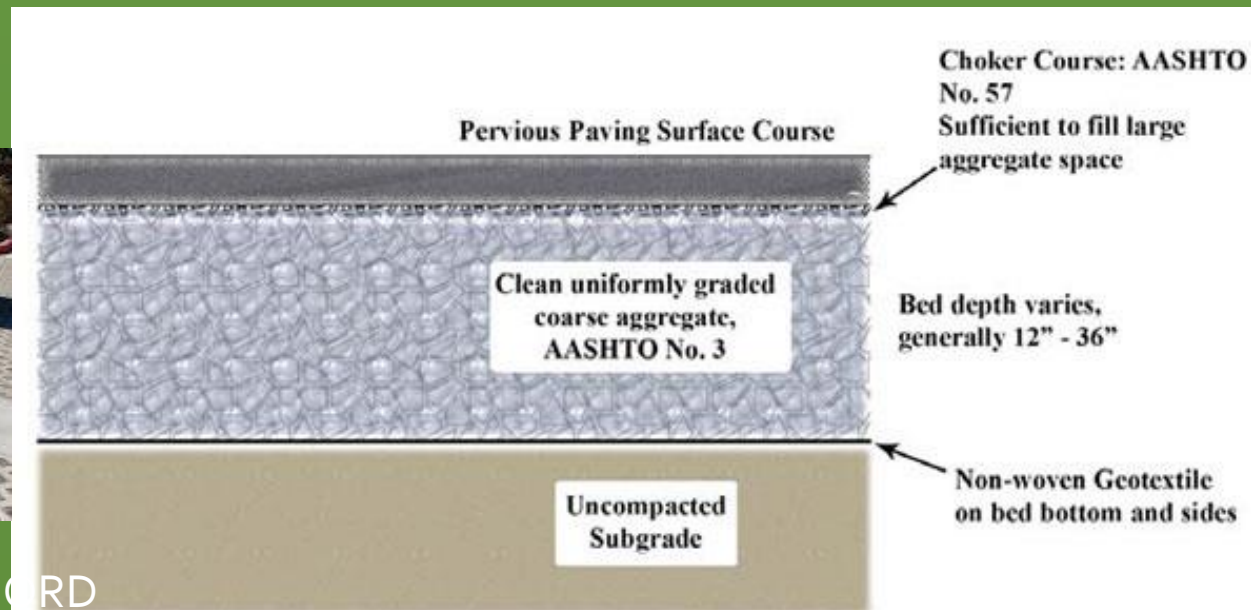 Choker Course: AASHTO
No. 57
Sufficient to fill large
aggregate space
Pervious Paving Surface Course
Clean uniformly graded
coarse aggregate,
AASHTO No. 3
Bed depth varies,
generally 12” - 36”
Non-woven Geotextile
on bed bottom and sides
Uncompacted
Subgrade